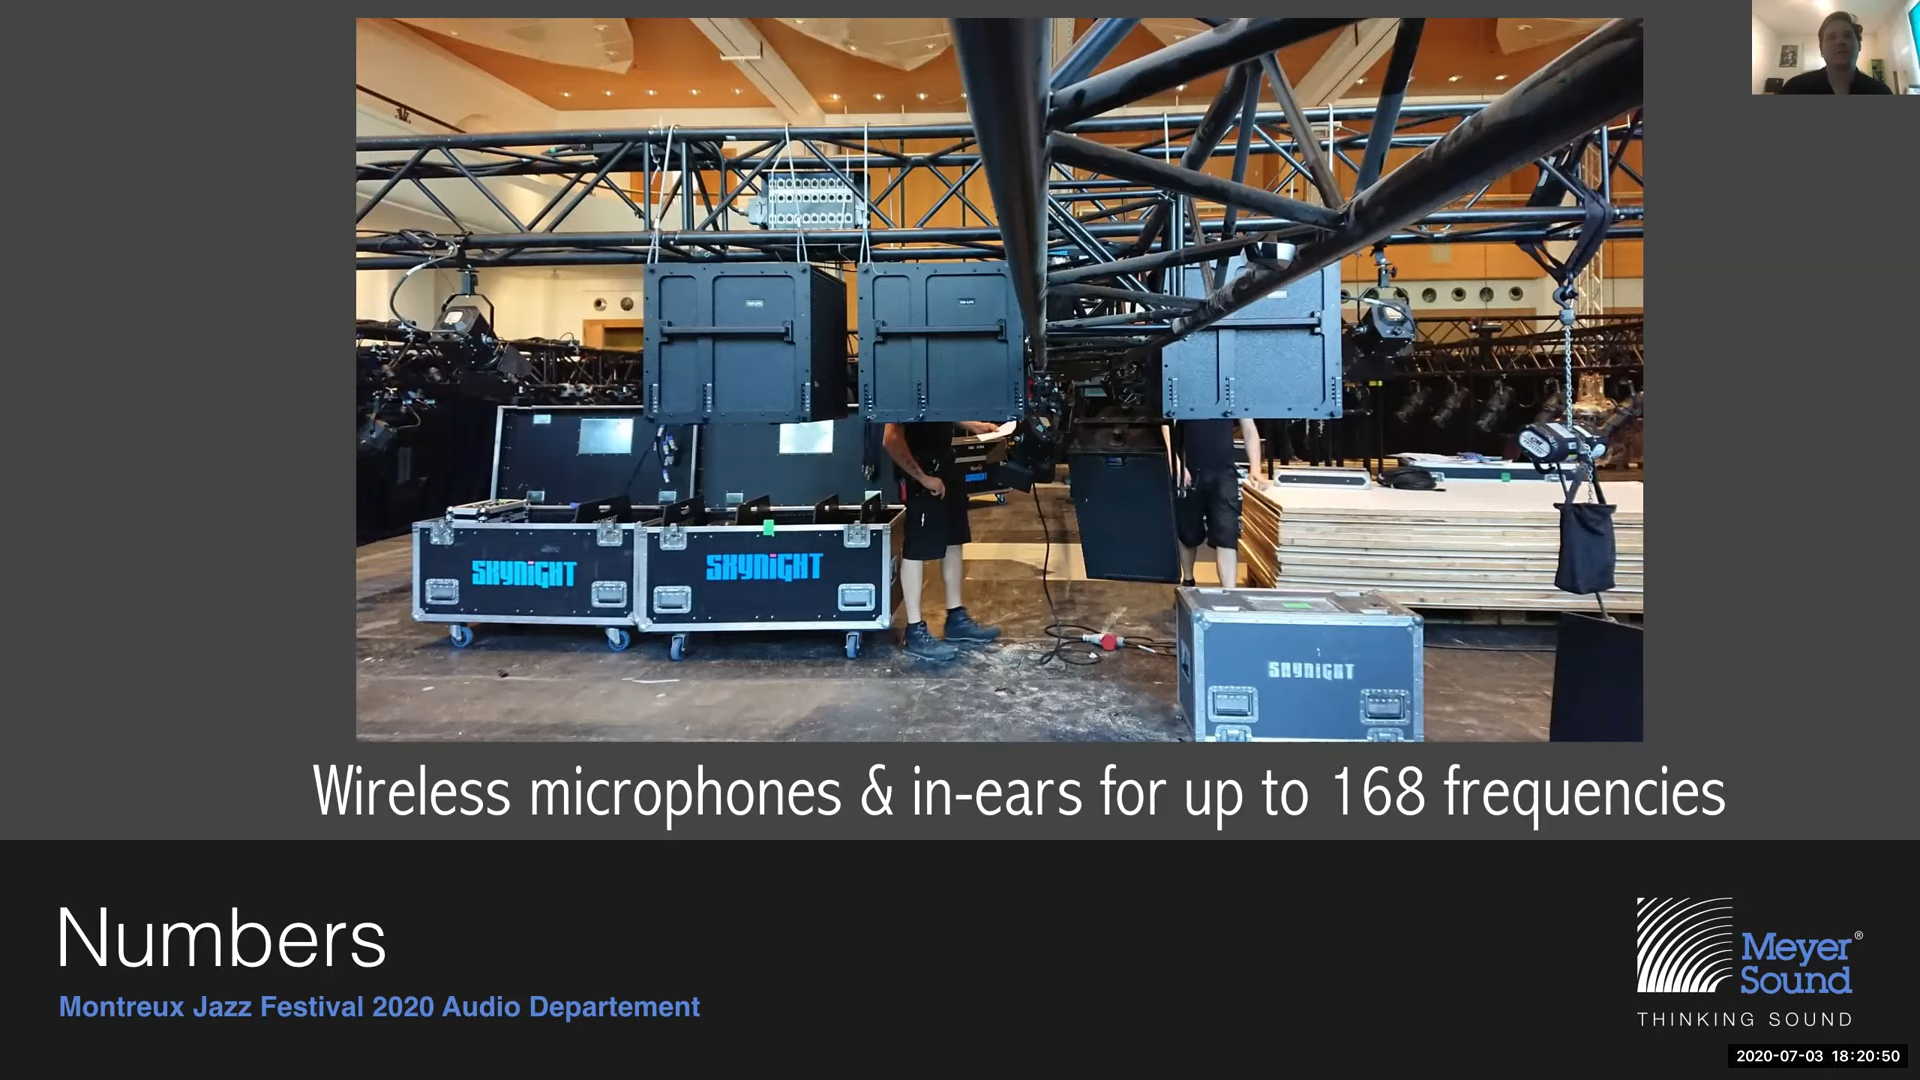 SKYNiGHT
SKYNiGHT
SKYNiGHT
Wireless microphones & in-ears for up to 168 frequencies
Numbers
Montreux Jazz Festival 2020 Audio Departement
Meyer®
Sound
THINKING SOUND
2020-07-03 18:20:50